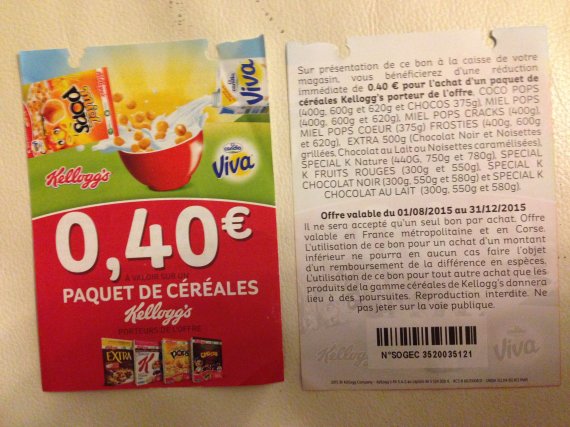 POPS
Viva
Kellogg's
Candia
Viva
0,40€
À VALOIR SUR UN
PAQUET DE CÉRÉALES
Kellogg's
PORTEURS DE L'OFFRE
EXTRA
K
POPS
Sur présentation de ce bon à la caisse de votre
magasin, vous bénéficierez d'une réduction
immédiate de 0.40 € pour l'achat d'un paquet de
céréales Kellogg's porteur de l'offre. COCO POPS
(400g, 600g et 620g et CHOCOS 375g), MIEL POPS
(400g, 600g et 620g), MIEL POPS CRACKS (400g),
MIEL POPS COEUR (375g) FROSTIES (400g, 600g
et 620g), EXTRA 500g (Chocolat Noir et Noisettes
grillées, Chocolat au Lait ou Noisettes caramélisées),
SPECIAL K Nature (440G, 750g et 780g), SPECIAL
K FRUITS ROUGES (300g et 550g), SPECIAL K
CHOCOLAT NOIR (300g, 550g et 580g) et SPECIAL K
CHOCOLAT AU LAIT (300g, 550g et 580g).
Offre valable du 01/08/2015 au 31/12/2015
Il ne sera accepté qu'un seul bon par achat. Offre
valable en France métropolitaine et en Corse.
L'utilisation de ce bon pour un achat d'un montant
inférieur ne pourra en aucun cas faire l'objet
d'un remboursement de la différence en espèces.
L'utilisation de ce bon pour tout autre achat que les
produits de la gamme céréales de Kellogg's donnera
lieu à des poursuites. Reproduction interdite. Ne
pas jeter sur la voie publique.
Kellogg
Viva
N°SOGEC 3520035121